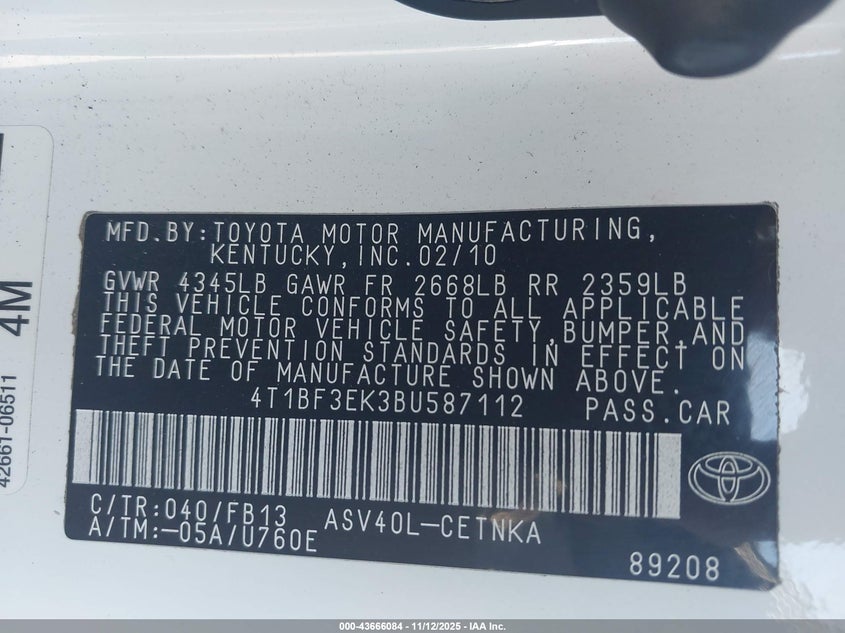 MFD.BY:TOYOTA MOTOR MANUFACTURING,
KENTUCKY,INC.02/10
GVWR 4345LB GAWR FR 2668LB RR 2359LB
THIS VEHICLE CONFORMS TO ALL APPLICABLE
FEDERAL MOTOR VEHICLE SAFETY,BUMPER,AND
THEFT PREVENTION STANDARDS IN EFFECT ON
THE DATE OF MANUFACTURE SHOWN ABOVE.
4T1BF3EK3BU587112 PASS.CAR
C/TR:040/FB13 ASV40L-CETNKA
A/TM:-05A/U760E
89208
4M
42661-06511
000-43666084 - 11/12/2025 - IAA Inc.